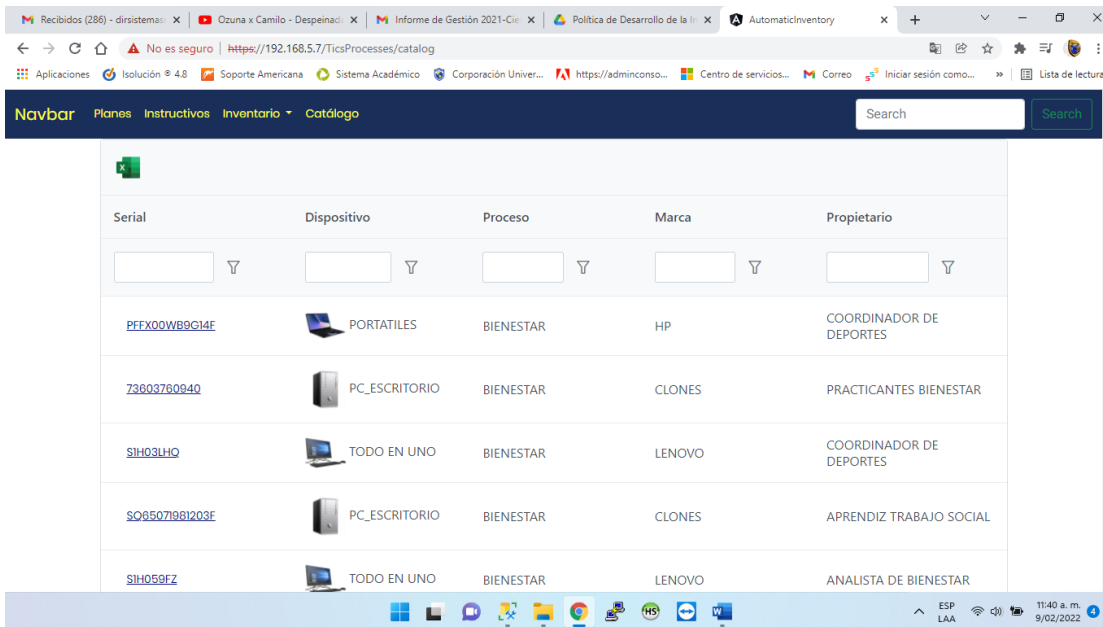 Recibidos (286) - dirsistemas
Ozuna x Camilo - Despeinada
Informe de Gestión 2021-Cie
Política de Desarrollo de la In
AutomaticInventory
No es seguro | https://192.168.5.7/TicsProcesses/catalog
Aplicaciones
Isolución ® 4.8
Soporte Americana
Sistema Académico
Corporación Univer...
https://adminconso...
Centro de servicios...
Correo
Iniciar sesión como...
»
Lista de lectura
Navbar
Planes
Instructivos
Inventario
Catálogo
Search
Search
Serial
Dispositivo
Proceso
Marca
Propietario
PFFX00WB9G14F
PORTATILES
BIENESTAR
HP
COORDINADOR DE
DEPORTES
73603760940
PC_ESCRITORIO
BIENESTAR
CLONES
PRACTICANTES BIENESTAR
S1H03LHQ
TODO EN UNO
BIENESTAR
LENOVO
COORDINADOR DE
DEPORTES
SQ65071981203F
PC_ESCRITORIO
BIENESTAR
CLONES
APRENDIZ TRABAJO SOCIAL
S1H059FZ
TODO EN UNO
BIENESTAR
LENOVO
ANALISTA DE BIENESTAR
HS
ESP
LAA
11:40 a. m.
9/02/2022
4